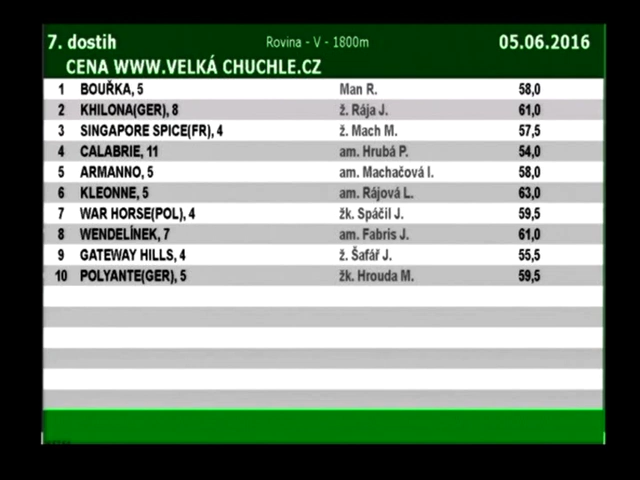 7. dostih Rovina - V - 1800m 05.06.2016
CENA WWW.VELKÁ CHUCHLE.CZ
1 BOUŘKA, 5 Man R. 58,0
2 KHILONA(GER), 8 ž. Rája J. 61,0
3 SINGAPORE SPICE(FR), 4 ž. Mach M. 57,5
4 CALABRIE, 11 am. Hrubá P. 54,0
5 ARMANNO, 5 am. Machačová I. 58,0
6 KLEONNE, 5 am. Rájová L. 63,0
7 WAR HORSE(POL), 4 žk. Spáčil J. 59,5
8 WENDELÍNEK, 7 am. Fabris J. 61,0
9 GATEWAY HILLS, 4 ž. Šafář J. 55,5
10 POLYANTE(GER), 5 žk. Hrouda M. 59,5